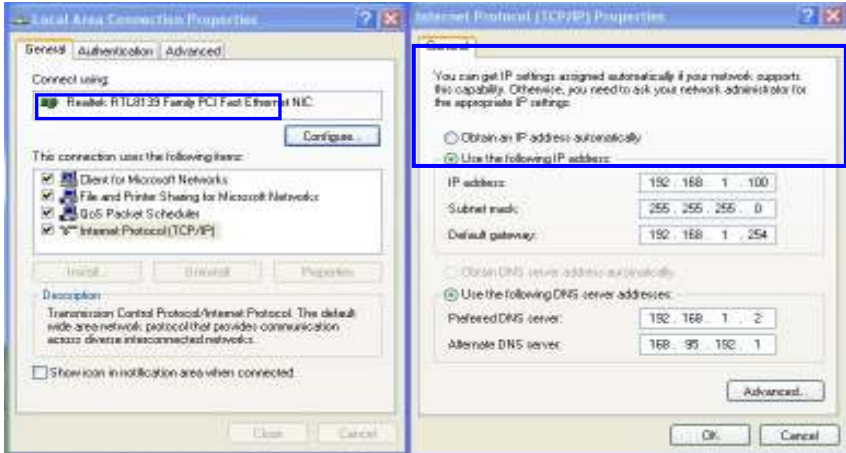 Local Area Connection Properties
General Authentication Advanced
Connect using:
Realtek RTL8139 Family PCI Fast Ethernet NIC
Configure...
This connection uses the following items:
Client for Microsoft Networks
File and Printer Sharing for Microsoft Networks
QoS Packet Scheduler
Internet Protocol (TCP/IP)
Install... Uninstall Properties
Description
Transmission Control Protocol/Internet Protocol. The default
wide area network protocol that provides communication
across diverse interconnected networks.
Show icon in notification area when connected
Close Cancel
Internet Protocol (TCP/IP) Properties
General
You can get IP settings assigned automatically if your network supports
this capability. Otherwise, you need to ask your network administrator for
the appropriate IP settings.
Obtain an IP address automatically
Use the following IP address:
IP address: 192 . 168 . 1 . 100
Subnet mask: 255 . 255 . 255 . 0
Default gateway: 192 . 168 . 1 . 254
Obtain DNS server address automatically
Use the following DNS server addresses:
Preferred DNS server: 192 . 168 . 1 . 2
Alternate DNS server: 168 . 95 . 192 . 1
Advanced...
OK Cancel